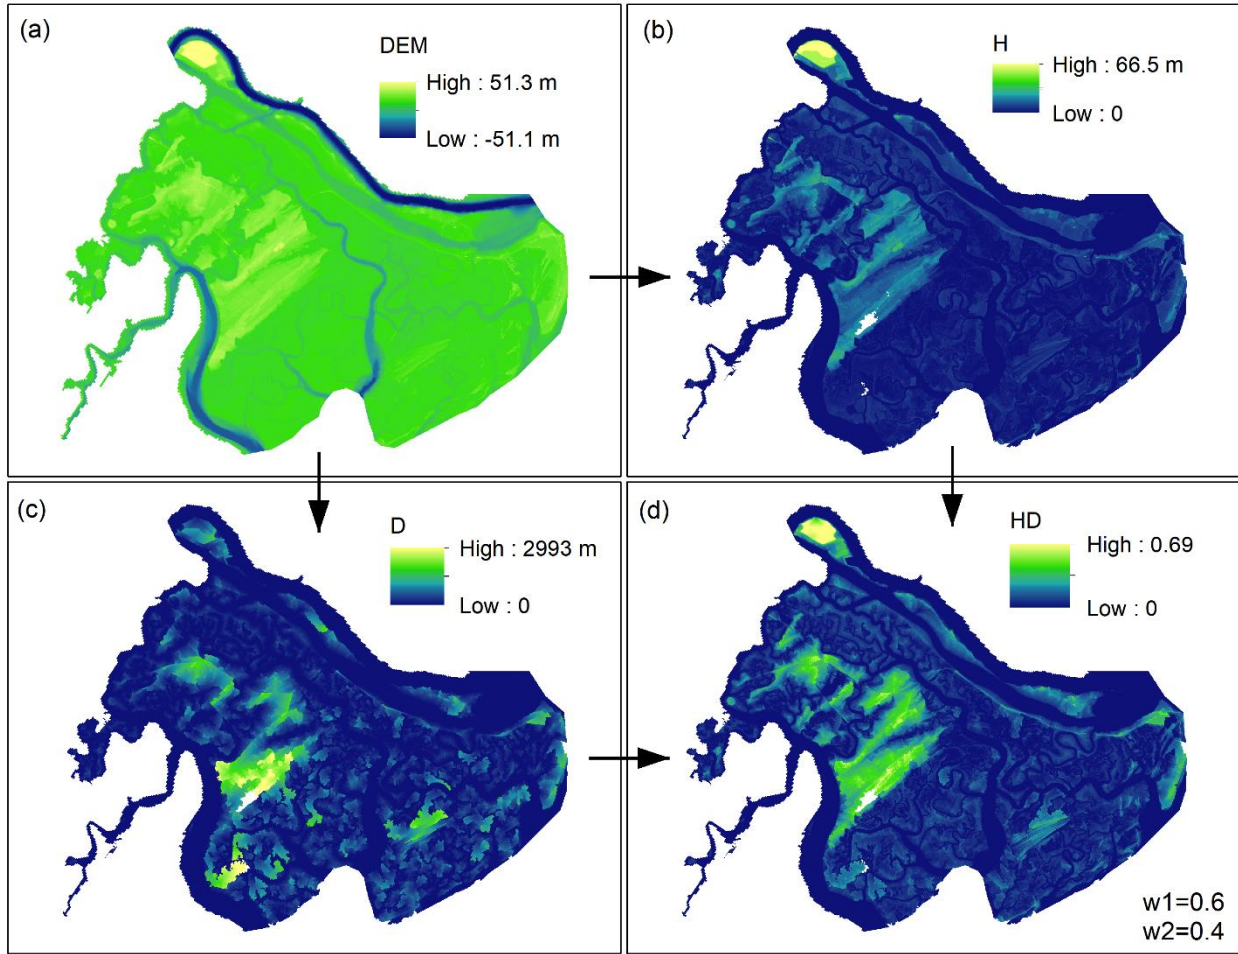 (a)
DEM
High : 51.3 m
Low : -51.1 m
(b)
H
High : 66.5 m
Low : 0
(c)
D
High : 2993 m
Low : 0
(d)
HD
High : 0.69
Low : 0
w1=0.6
w2=0.4